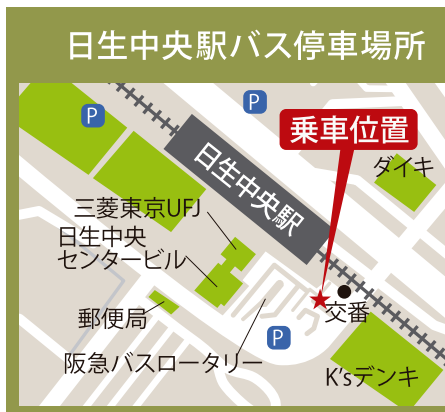 日生中央駅バス停車場所
P
P
乗車位置
ダイキ
日生中央駅
三菱東京UFJ
日生中央
センタービル
郵便局
交番
P
阪急バスロータリー
K'sデンキ